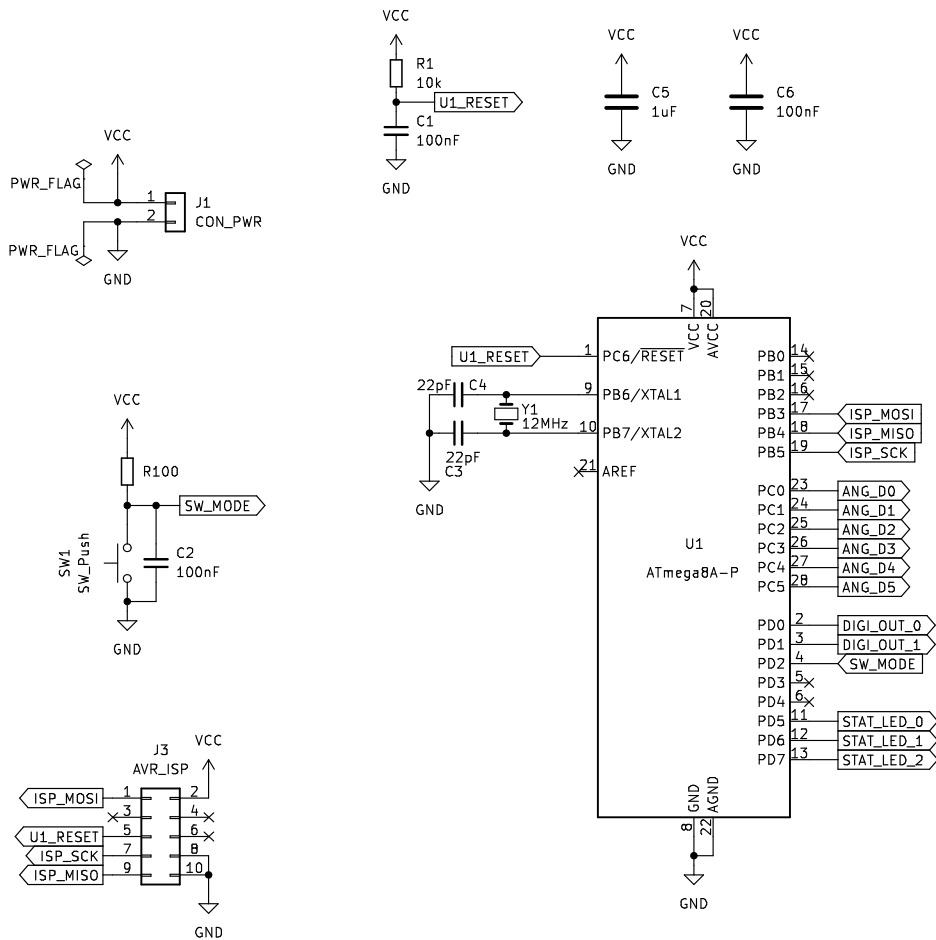 VCC
R1
10k
U1_RESET
C1
100nF
GND
VCC
C5
1uF
GND
VCC
C6
100nF
GND
VCC
PWR_FLAG
1
2
J1
CON_PWR
PWR_FLAG
GND
VCC
7
20
VCC
AVCC
U1_RESET
1
PC6/RESET
22pF
C4
9
PB6/XTAL1
Y1
12MHz
10
PB7/XTAL2
22pF
C3
21
AREF
GND
U1
ATmega8A-P
PB0
14
PB1
15
PB2
16
PB3
17
ISP_MOSI
PB4
18
ISP_MISO
PB5
19
ISP_SCK
PC0
23
ANG_D0
PC1
24
ANG_D1
PC2
25
ANG_D2
PC3
26
ANG_D3
PC4
27
ANG_D4
PC5
28
ANG_D5
PD0
2
DIGI_OUT_0
PD1
3
DIGI_OUT_1
PD2
4
SW_MODE
PD3
5
PD4
6
PD5
11
STAT_LED_0
PD6
12
STAT_LED_1
PD7
13
STAT_LED_2
GND
AGND
8
22
GND
VCC
R100
SW_MODE
SW1
SW_Push
C2
100nF
GND
J3
AVR_ISP
VCC
ISP_MOSI
1
2
3
4
U1_RESET
5
6
ISP_SCK
7
8
ISP_MISO
9
10
GND